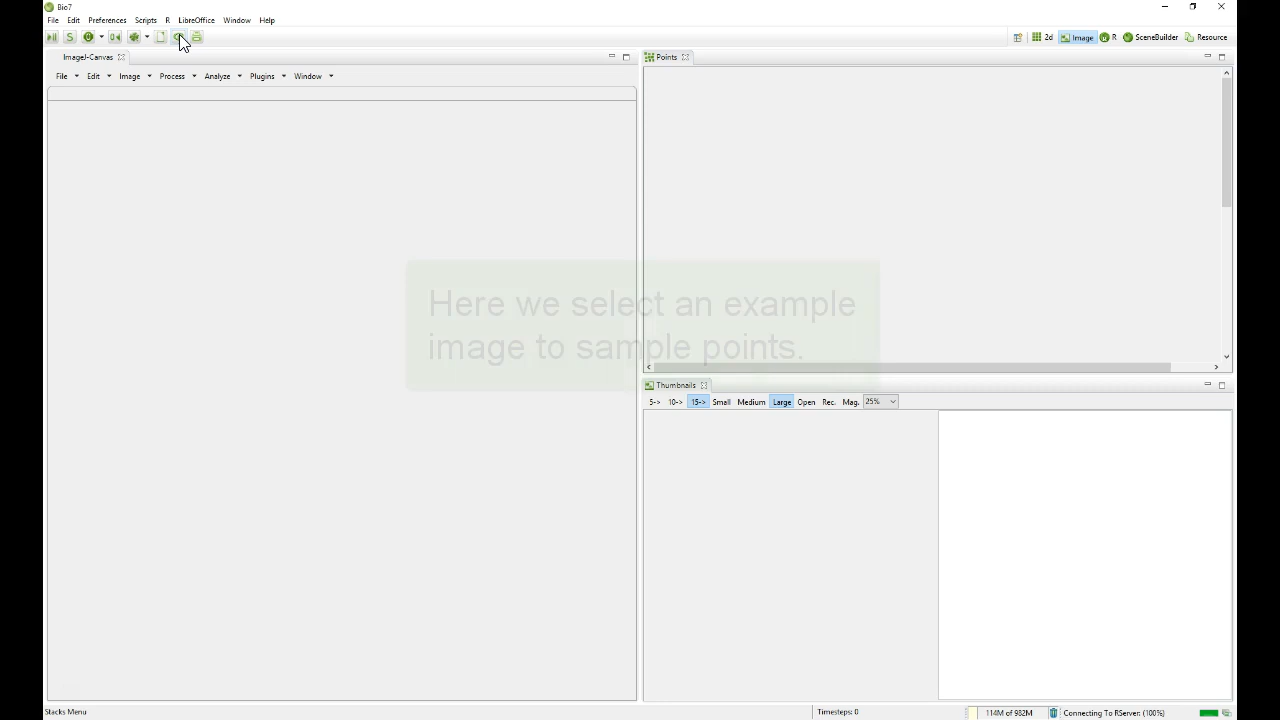 Bio7
File Edit Preferences Scripts R LibreOffice Window Help
S
2d Image R SceneBuilder Resource
ImageJ-Canvas
Points
File Edit Image Process Analyze Plugins Window
Here we select an example
image to sample points.
Thumbnails
5-> 10-> 15-> Small Medium Large Open Rec. Mag. 25%
Stacks Menu
Timesteps: 0
114M of 982M
Connecting To RServer: (100%)